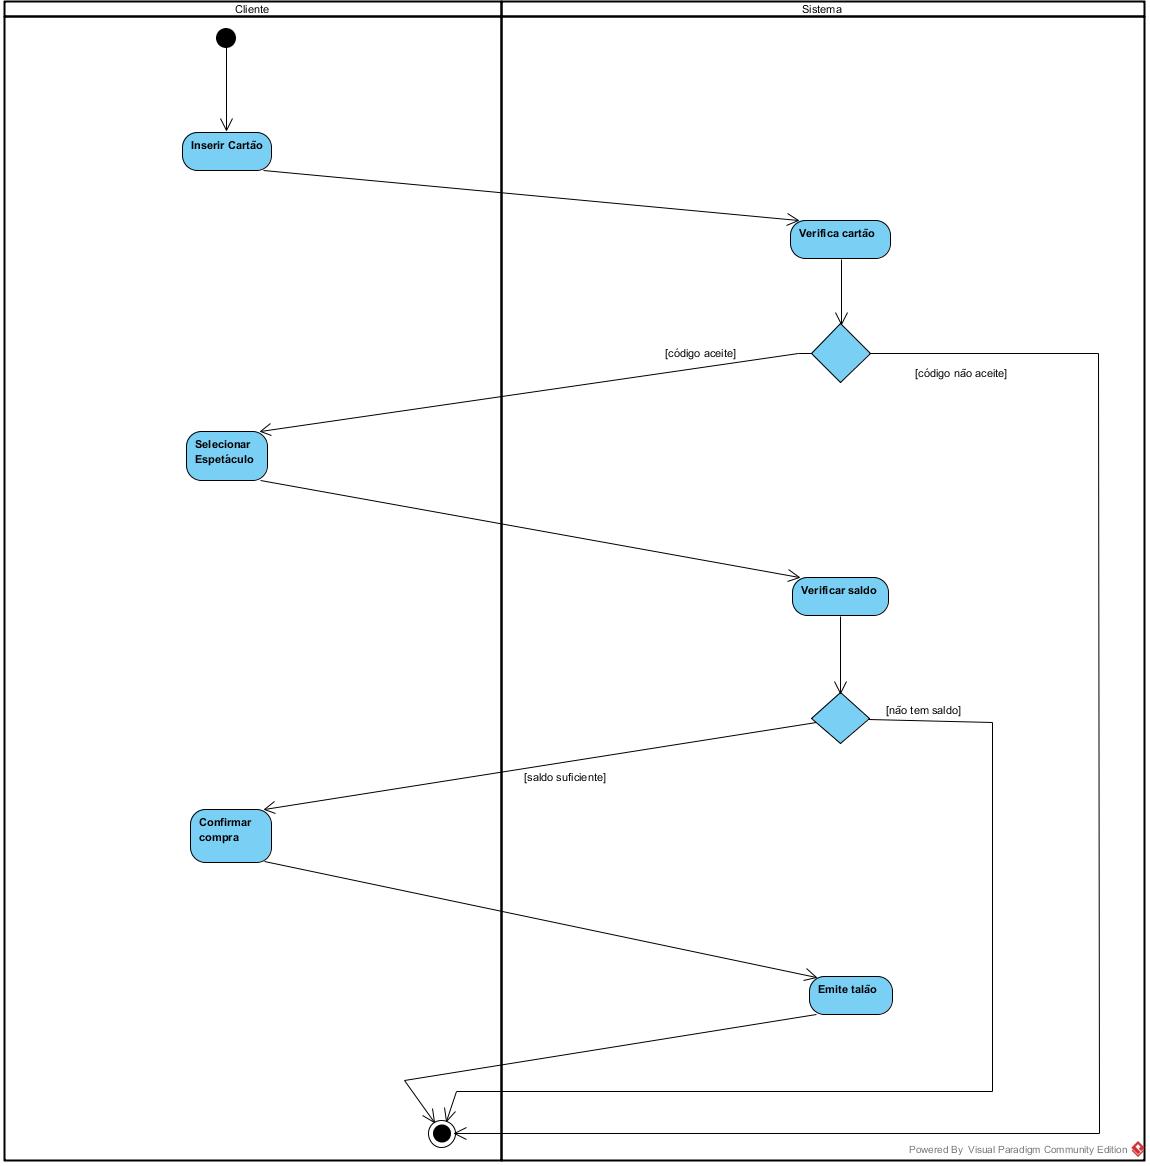 Cliente
Sistema
Inserir Cartão
Verifica cartão
[código aceite]
[código não aceite]
Selecionar
Espetáculo
Verificar saldo
[não tem saldo]
[saldo suficiente]
Confirmar
compra
Emite talão
Powered By Visual Paradigm Community Edition